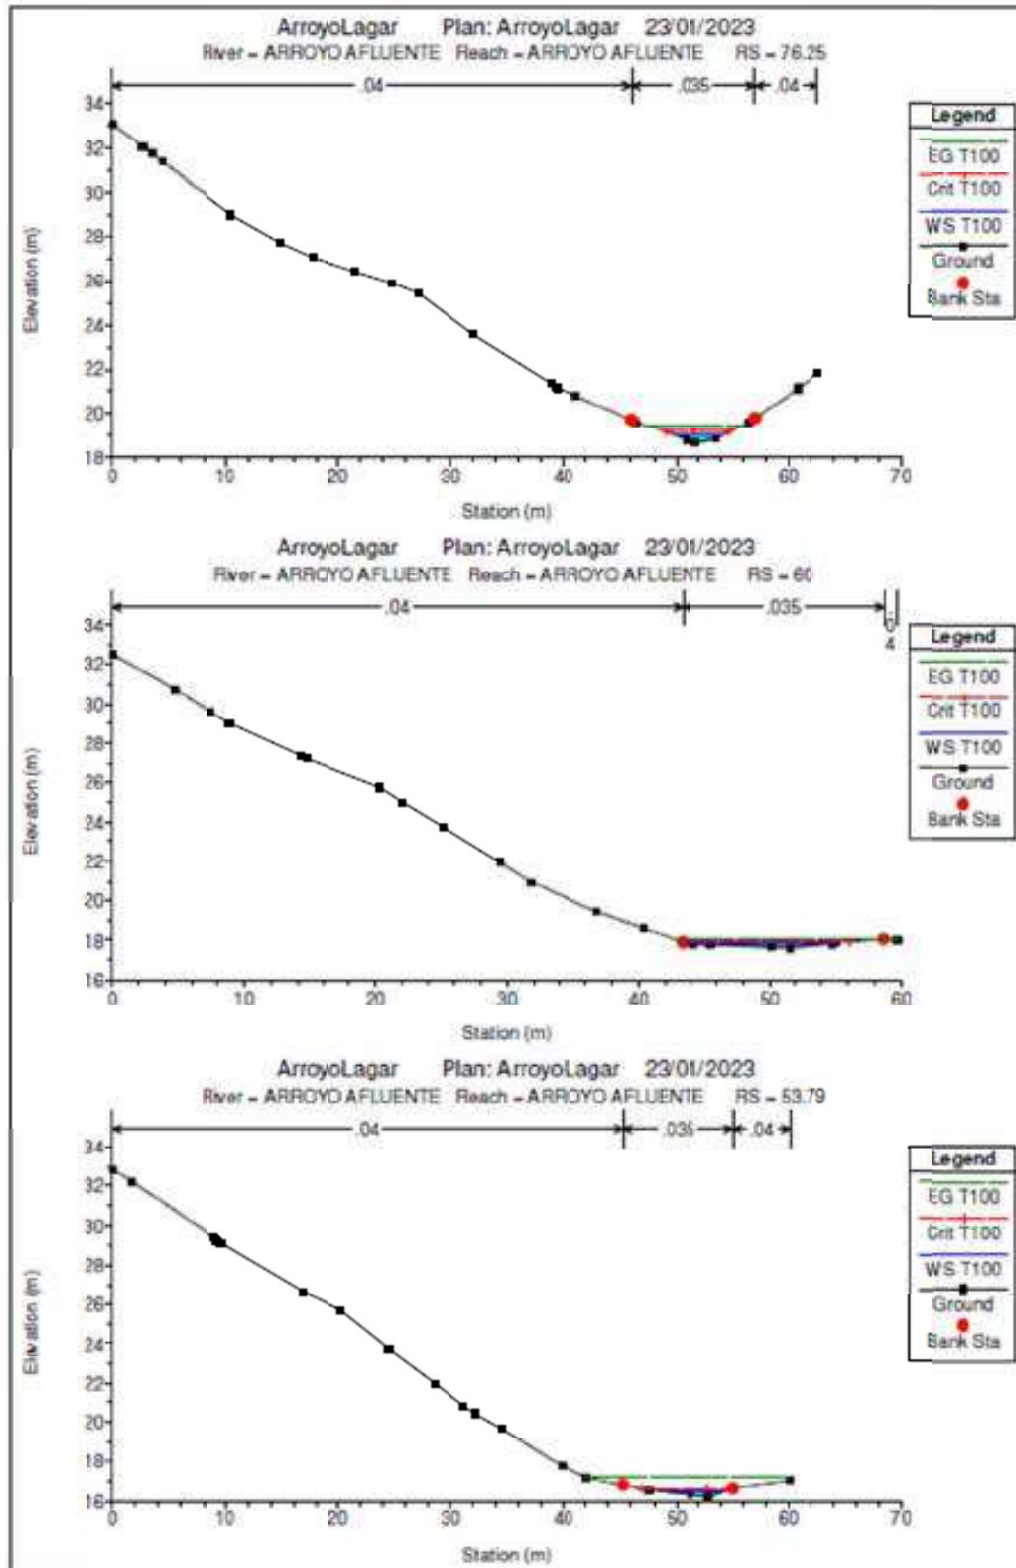 ArroyoLagar Plan: ArroyoLagar 23/01/2023
River = ARROYO AFLUENTE Reach = ARROYO AFLUENTE RS = 76.25
.04 .035 .04
34
32
30
28
26
24
22
20
18
Elevation (m)
0 10 20 30 40 50 60 70
Station (m)
Legend
EG T100
Crit T100
WS T100
Ground
Bank Sta
ArroyoLagar Plan: ArroyoLagar 23/01/2023
River = ARROYO AFLUENTE Reach = ARROYO AFLUENTE RS = 60
.04 .035 .04
34
32
30
28
26
24
22
20
18
16
Elevation (m)
0 10 20 30 40 50 60
Station (m)
Legend
EG T100
Crit T100
WS T100
Ground
Bank Sta
ArroyoLagar Plan: ArroyoLagar 23/01/2023
River = ARROYO AFLUENTE Reach = ARROYO AFLUENTE RS = 53.79
.04 .035 .04
34
32
30
28
26
24
22
20
18
16
Elevation (m)
0 10 20 30 40 50 60 70
Station (m)
Legend
EG T100
Crit T100
WS T100
Ground
Bank Sta